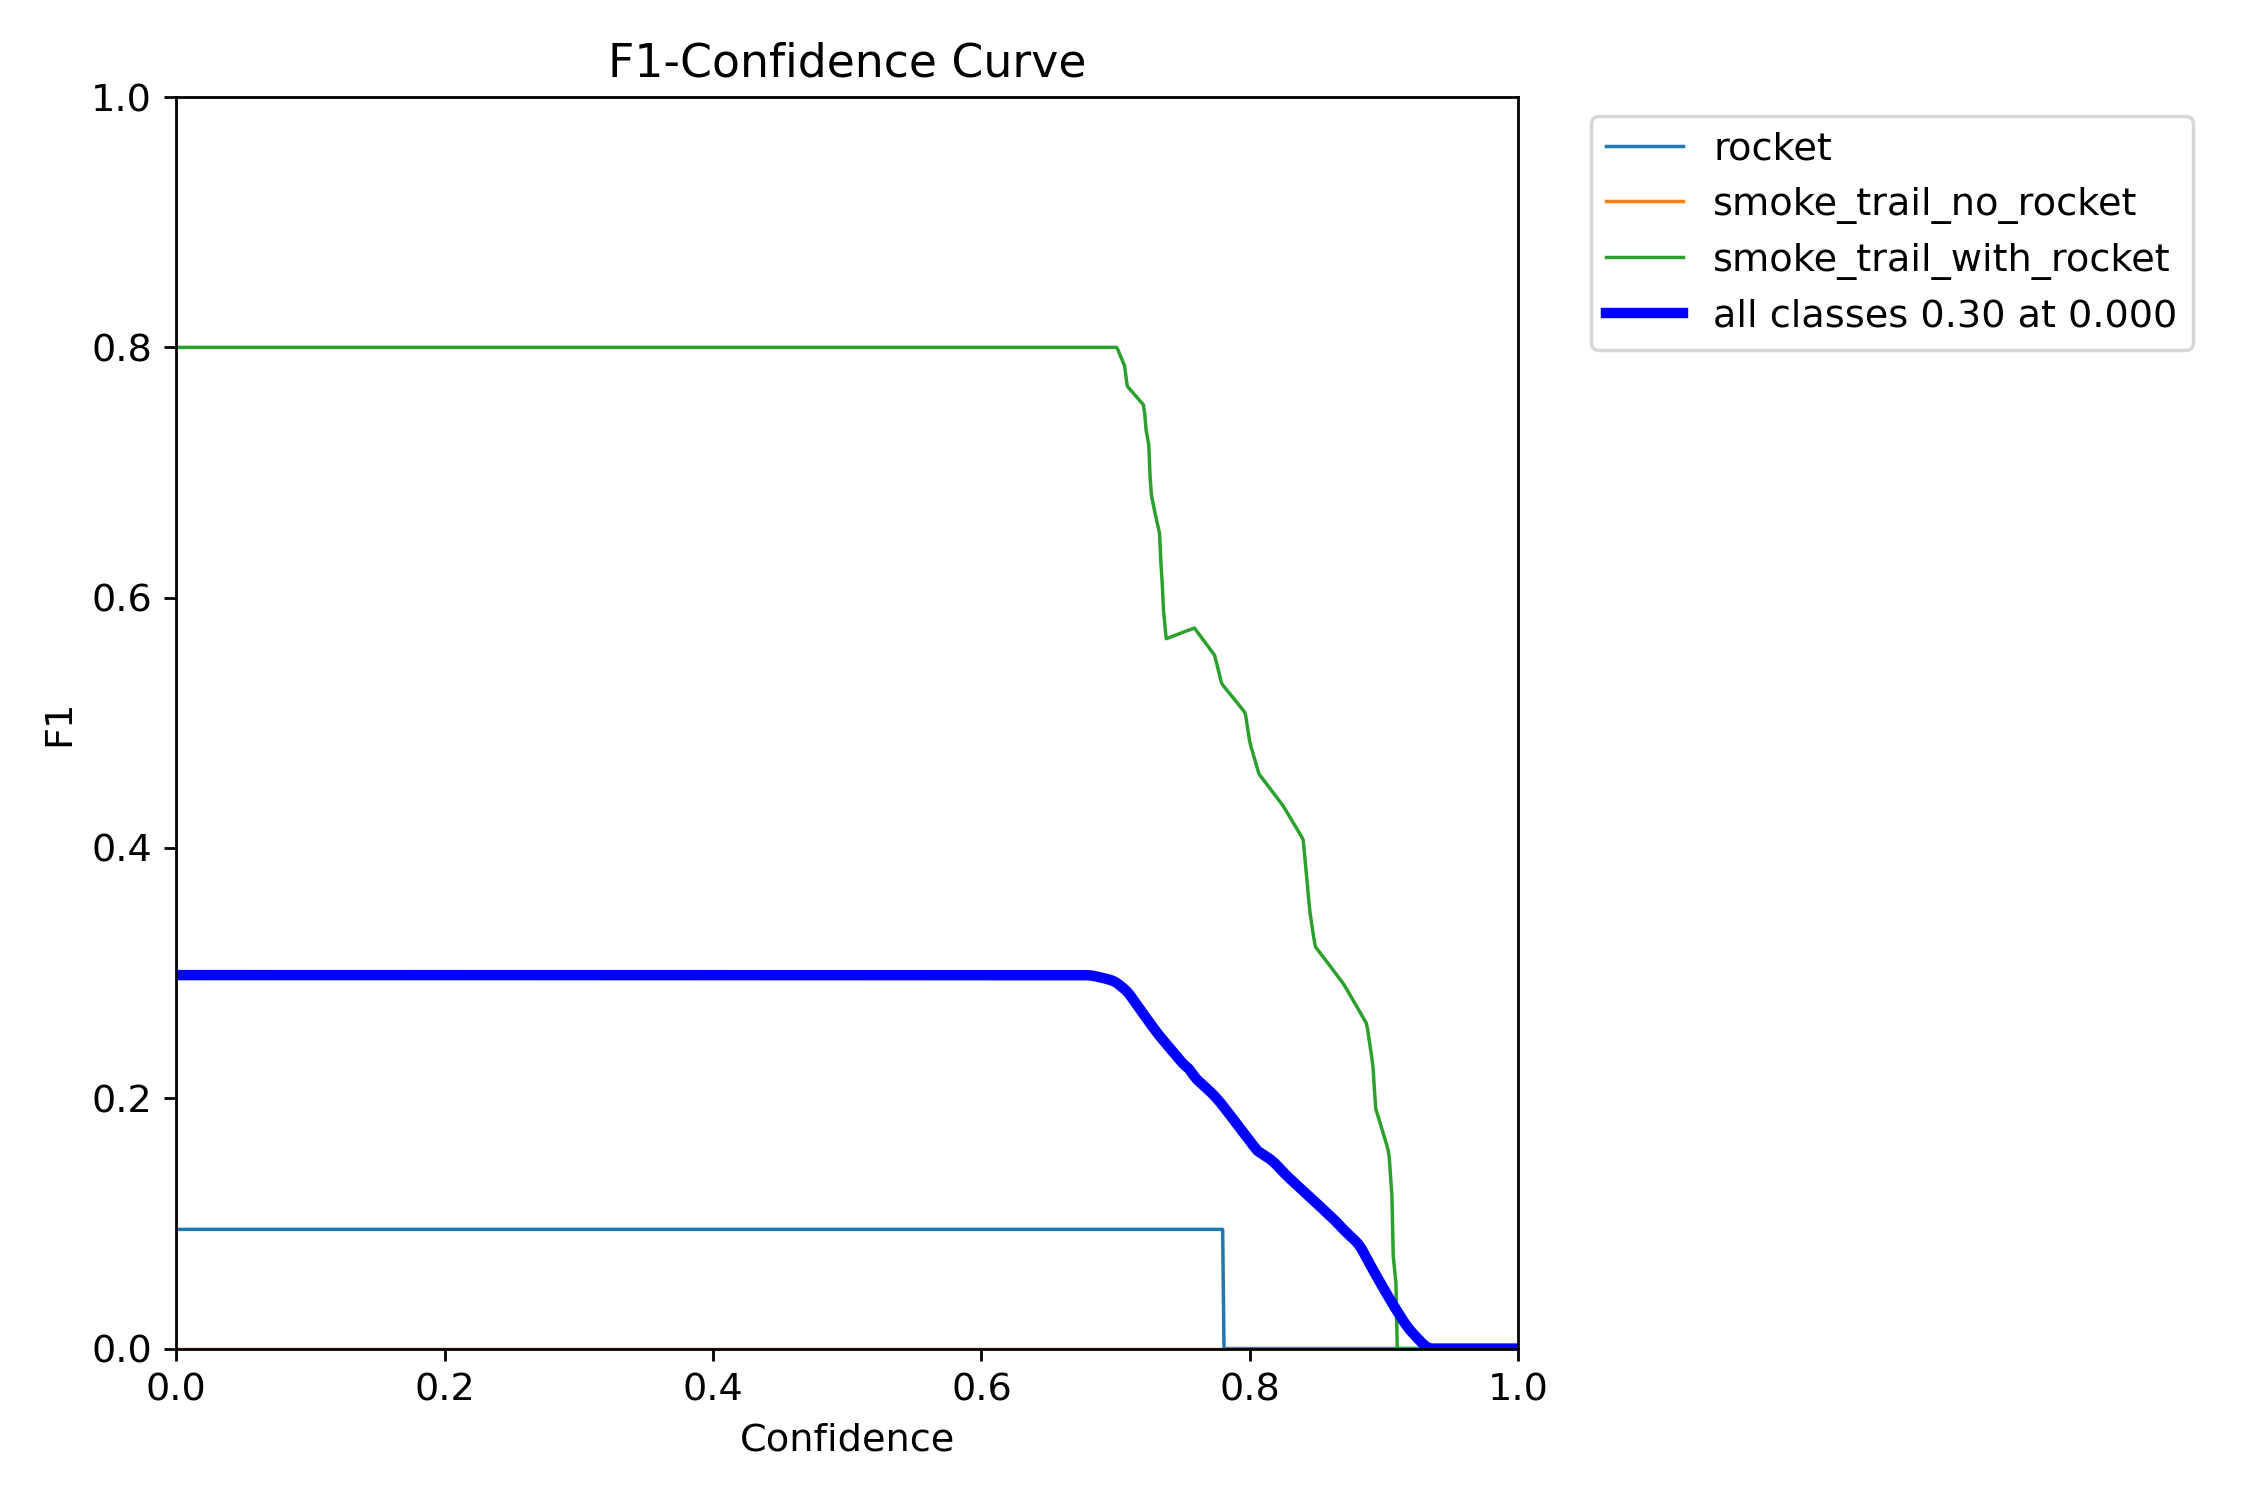 F1-Confidence Curve
1.0
0.8
0.6
0.4
0.2
0.0
F1
0.0 0.2 0.4 0.6 0.8 1.0
Confidence
rocket
smoke_trail_no_rocket
smoke_trail_with_rocket
all classes 0.30 at 0.000